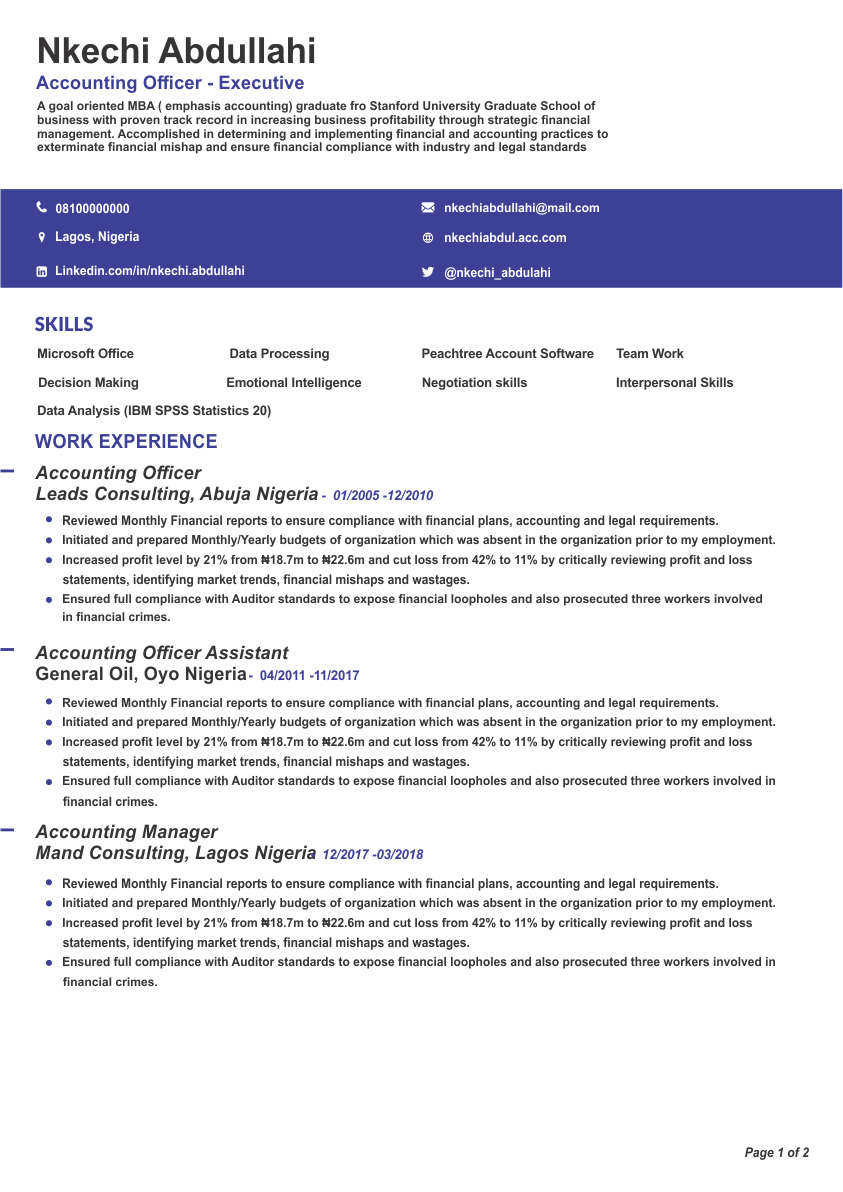 Nkechi Abdullahi
Accounting Officer - Executive
A goal oriented MBA ( emphasis accounting) graduate fro Stanford University Graduate School of
business with proven track record in increasing business profitability through strategic financial
management. Accomplished in determining and implementing financial and accounting practices to
exterminate financial mishap and ensure financial compliance with industry and legal standards
08100000000
nkechiabdullahi@mail.com
Lagos, Nigeria
nkechiabdul.acc.com
Linkedin.com/in/nkechi.abdullahi
@nkechi_abdulahi
SKILLS
Microsoft Office Data Processing Peachtree Account Software Team Work
Decision Making Emotional Intelligence Negotiation skills Interpersonal Skills
Data Analysis (IBM SPSS Statistics 20)
WORK EXPERIENCE
Accounting Officer
Leads Consulting, Abuja Nigeria - 01/2005 -12/2010
Reviewed Monthly Financial reports to ensure compliance with financial plans, accounting and legal requirements.
Initiated and prepared Monthly/Yearly budgets of organization which was absent in the organization prior to my employment.
Increased profit level by 21% from ₦18.7m to ₦22.6m and cut loss from 42% to 11% by critically reviewing profit and loss
statements, identifying market trends, financial mishaps and wastages.
Ensured full compliance with Auditor standards to expose financial loopholes and also prosecuted three workers involved
in financial crimes.
Accounting Officer Assistant
General Oil, Oyo Nigeria - 04/2011 -11/2017
Reviewed Monthly Financial reports to ensure compliance with financial plans, accounting and legal requirements.
Initiated and prepared Monthly/Yearly budgets of organization which was absent in the organization prior to my employment.
Increased profit level by 21% from ₦18.7m to ₦22.6m and cut loss from 42% to 11% by critically reviewing profit and loss
statements, identifying market trends, financial mishaps and wastages.
Ensured full compliance with Auditor standards to expose financial loopholes and also prosecuted three workers involved in
financial crimes.
Accounting Manager
Mand Consulting, Lagos Nigeria 12/2017 -03/2018
Reviewed Monthly Financial reports to ensure compliance with financial plans, accounting and legal requirements.
Initiated and prepared Monthly/Yearly budgets of organization which was absent in the organization prior to my employment.
Increased profit level by 21% from ₦18.7m to ₦22.6m and cut loss from 42% to 11% by critically reviewing profit and loss
statements, identifying market trends, financial mishaps and wastages.
Ensured full compliance with Auditor standards to expose financial loopholes and also prosecuted three workers involved in
financial crimes.
Page 1 of 2